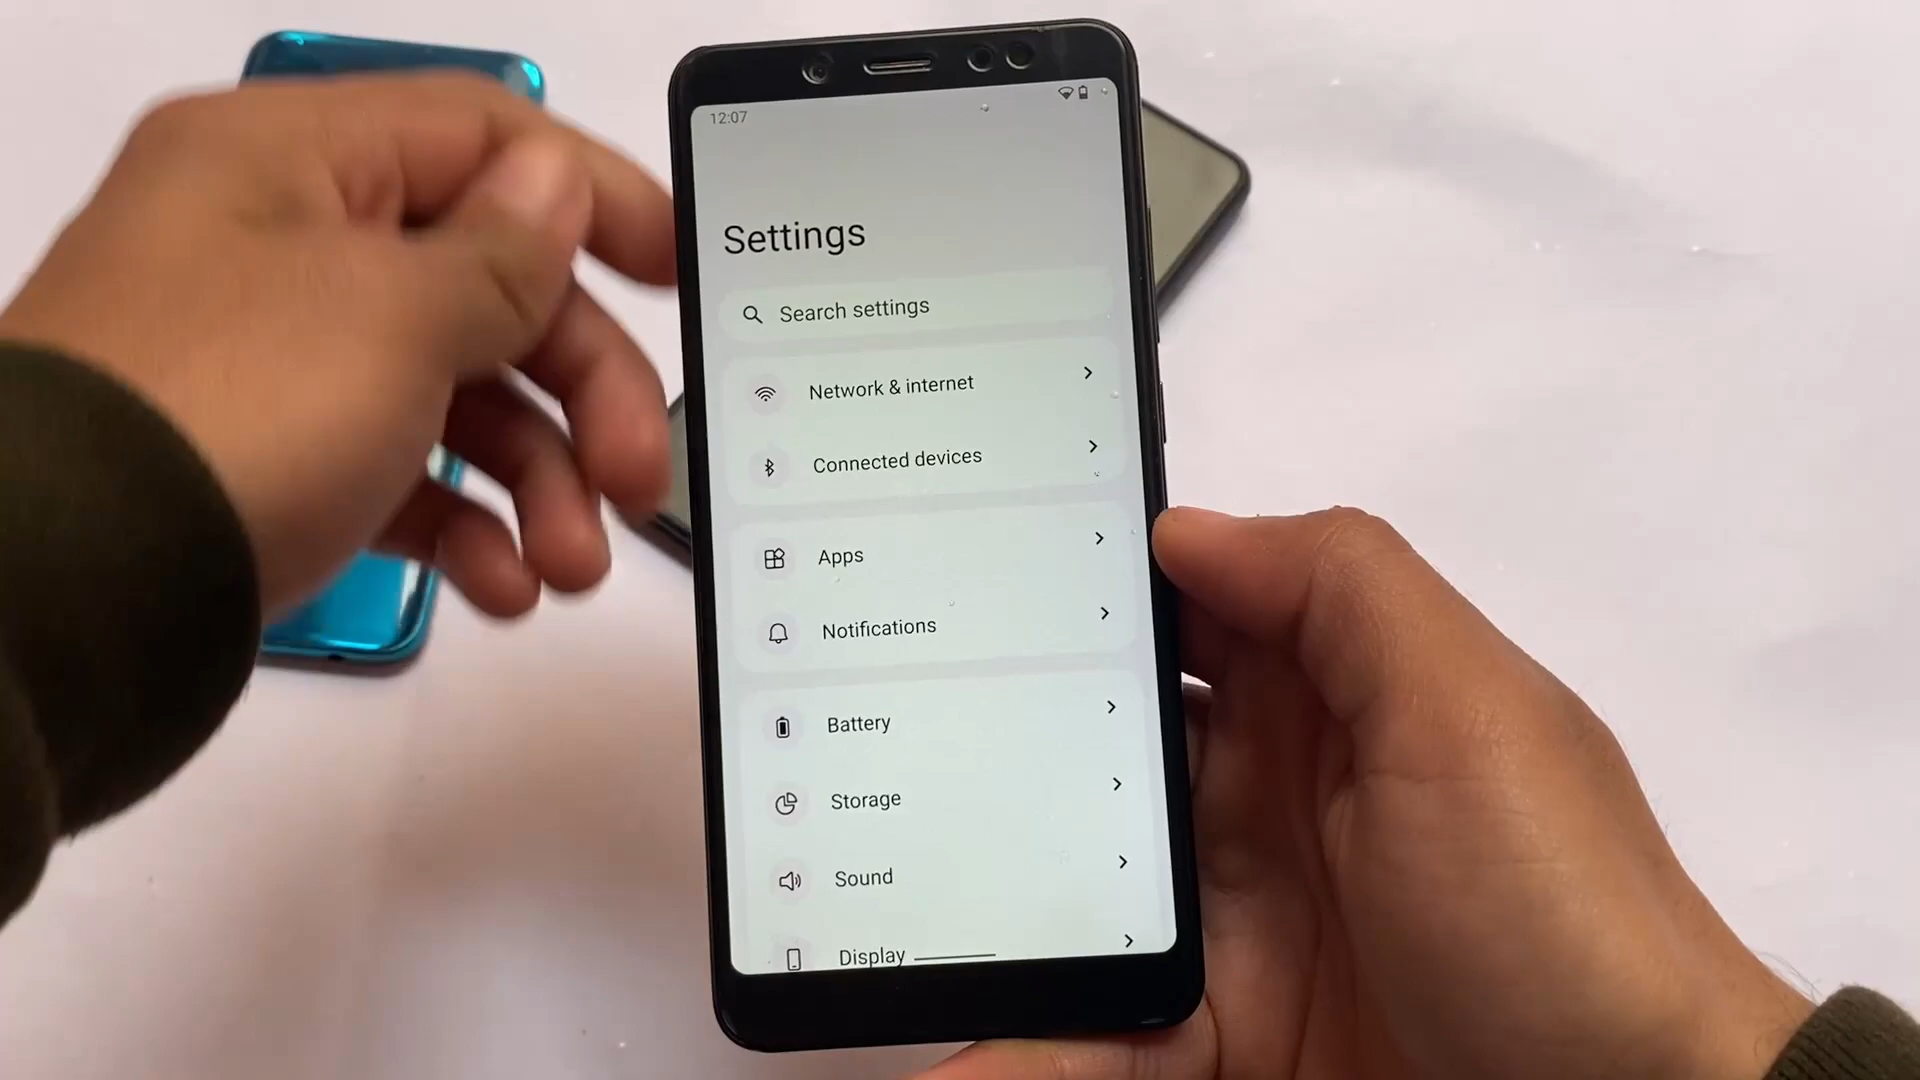 12:07
Settings
Search settings
Network & internet
Connected devices
Apps
Notifications
Battery
Storage
Sound
Display